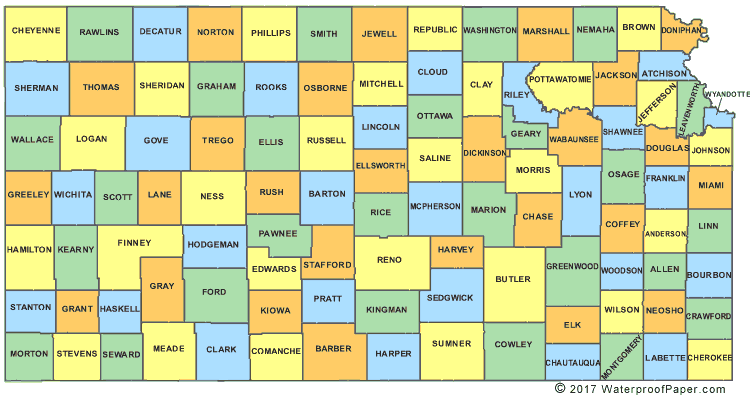 CHEYENNE RAWLINS DECATUR NORTON PHILLIPS SMITH JEWELL REPUBLIC WASHINGTON MARSHALL NEMAHA BROWN DONIPHAN
SHERMAN THOMAS SHERIDAN GRAHAM ROOKS OSBORNE MITCHELL CLOUD CLAY RILEY POTTAWATOMIE JACKSON ATCHISON
JEFFERSON LEAVENWORTH WYANDOTTE
WALLACE LOGAN GOVE TREGO ELLIS RUSSELL LINCOLN OTTAWA GEARY WABAUNSEE SHAWNEE DOUGLAS JOHNSON
ELLSWORTH SALINE DICKINSON MORRIS
GREELEY WICHITA SCOTT LANE NESS RUSH BARTON RICE MCPHERSON MARION CHASE LYON OSAGE FRANKLIN MIAMI
HAMILTON KEARNY FINNEY HODGEMAN PAWNEE STAFFORD RENO HARVEY COFFEY ANDERSON LINN
GRAY FORD EDWARDS BUTLER GREENWOOD WOODSON ALLEN BOURBON
STANTON GRANT HASKELL KIOWA PRATT KINGMAN SEDGWICK ELK WILSON NEOSHO CRAWFORD
MORTON STEVENS SEWARD MEADE CLARK COMANCHE BARBER HARPER SUMNER COWLEY CHAUTAUQUA MONTGOMERY LABETTE CHEROKEE
© 2017 WaterproofPaper.com